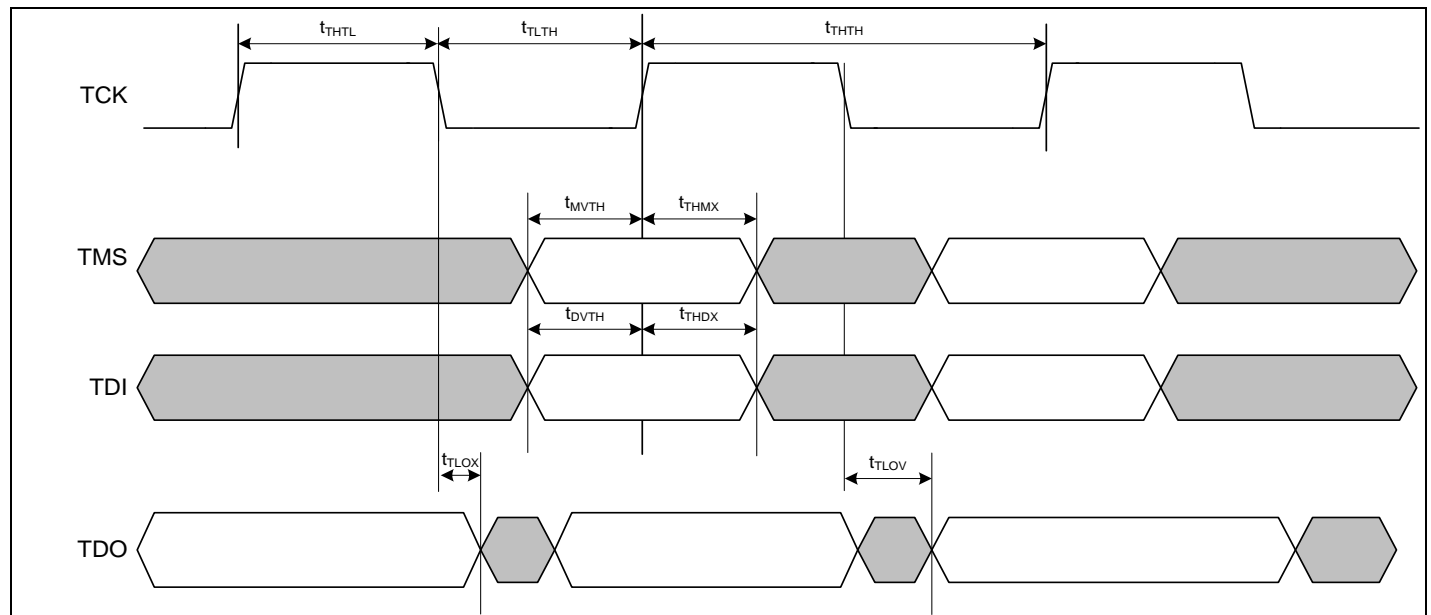 tTHTL tTLTH tTHTH
TCK
tMVTH tTHMX
TMS
tDVTH tTHDX
TDI
tTLOX tTLOV
TDO